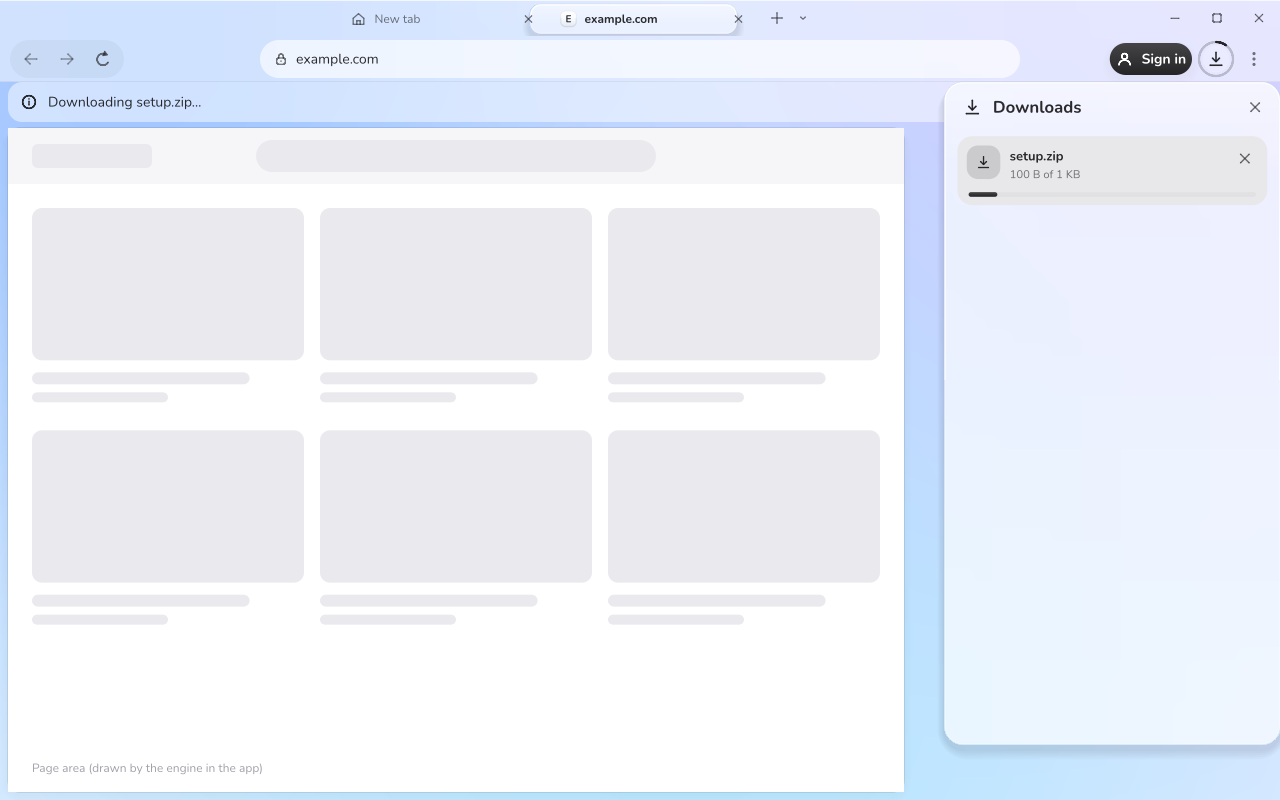 New tab
E
example.com
example.com
Sign in
Downloading setup.zip...
Downloads
setup.zip
100 B of 1 KB
Page area (drawn by the engine in the app)